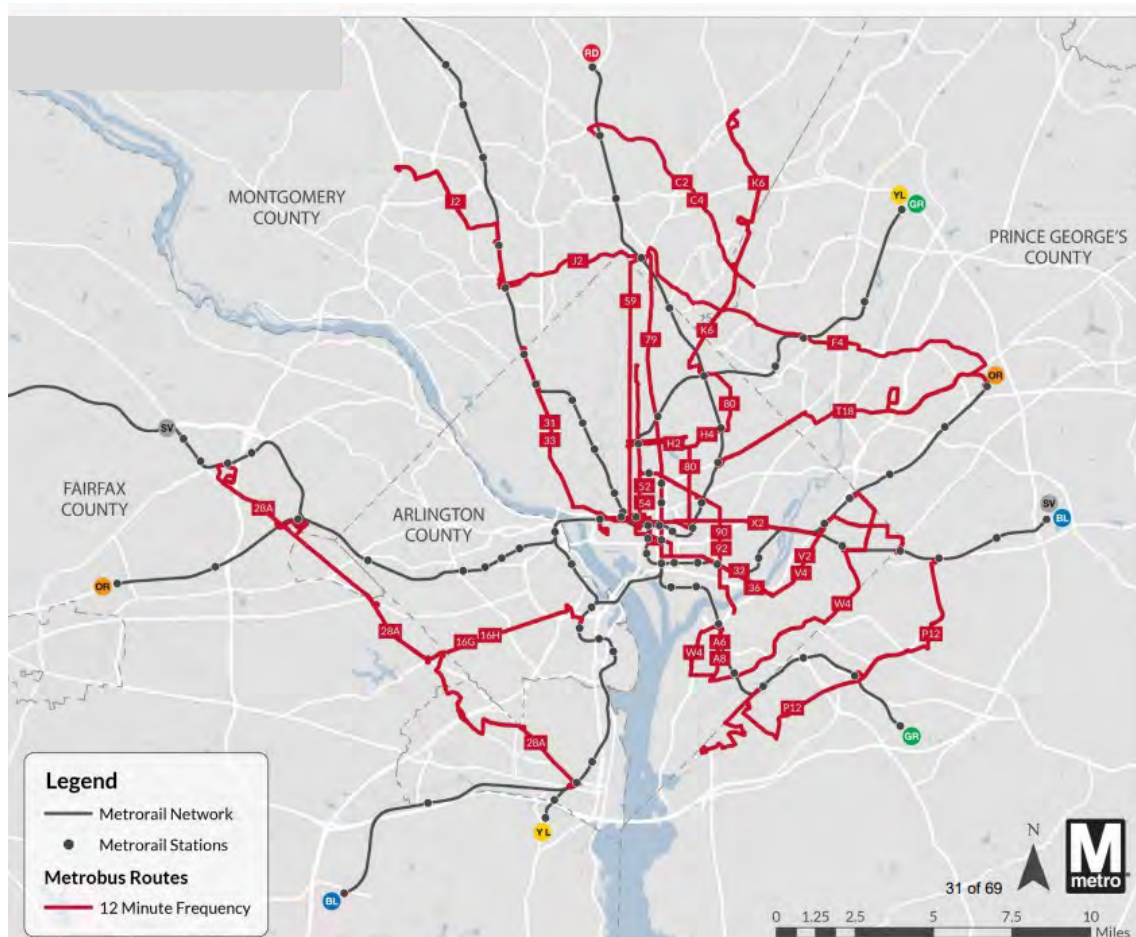 RD
MONTGOMERY
COUNTY
J2
C2
C4
K6
YL
GR
PRINCE GEORGE'S
COUNTY
J2
59
79
K6
F4
OR
80
T18
31
33
H2
H4
80
SV
FAIRFAX
COUNTY
28A
ARLINGTON
COUNTY
52
54
X2
90
92
SV
BL
V2
V4
32
36
OR
28A
16G
16H
W4
W4
A6
A8
P12
P12
GR
28A
YL
BL
Legend
Metrorail Network
Metrorail Stations
Metrobus Routes
12 Minute Frequency
N
31 of 69
M
metro
0 1.25 2.5 5 7.5 10
Miles